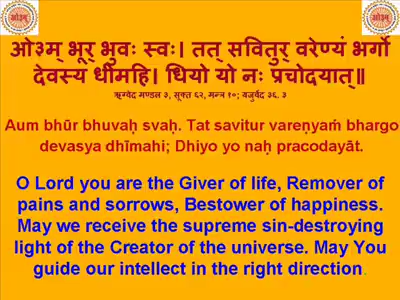 ओ३म् भूर् भुवः स्वः। तत् सवितुर् वरेण्यं भर्गो
देवस्य धीमहि। धियो यो नः प्रचोदयात्॥
ऋग्वेद मण्डल ३, सूक्त ६२, मन्त्र १०; यजुर्वेद ३६. ३
Aum bhūr bhuvaḥ svaḥ. Tat savitur vareṇyaṁ bhargo
devasya dhīmahi; Dhiyo yo naḥ pracodayāt.
O Lord you are the Giver of life, Remover of
pains and sorrows, Bestower of happiness.
May we receive the supreme sin-destroying
light of the Creator of the universe. May You
guide our intellect in the right direction.